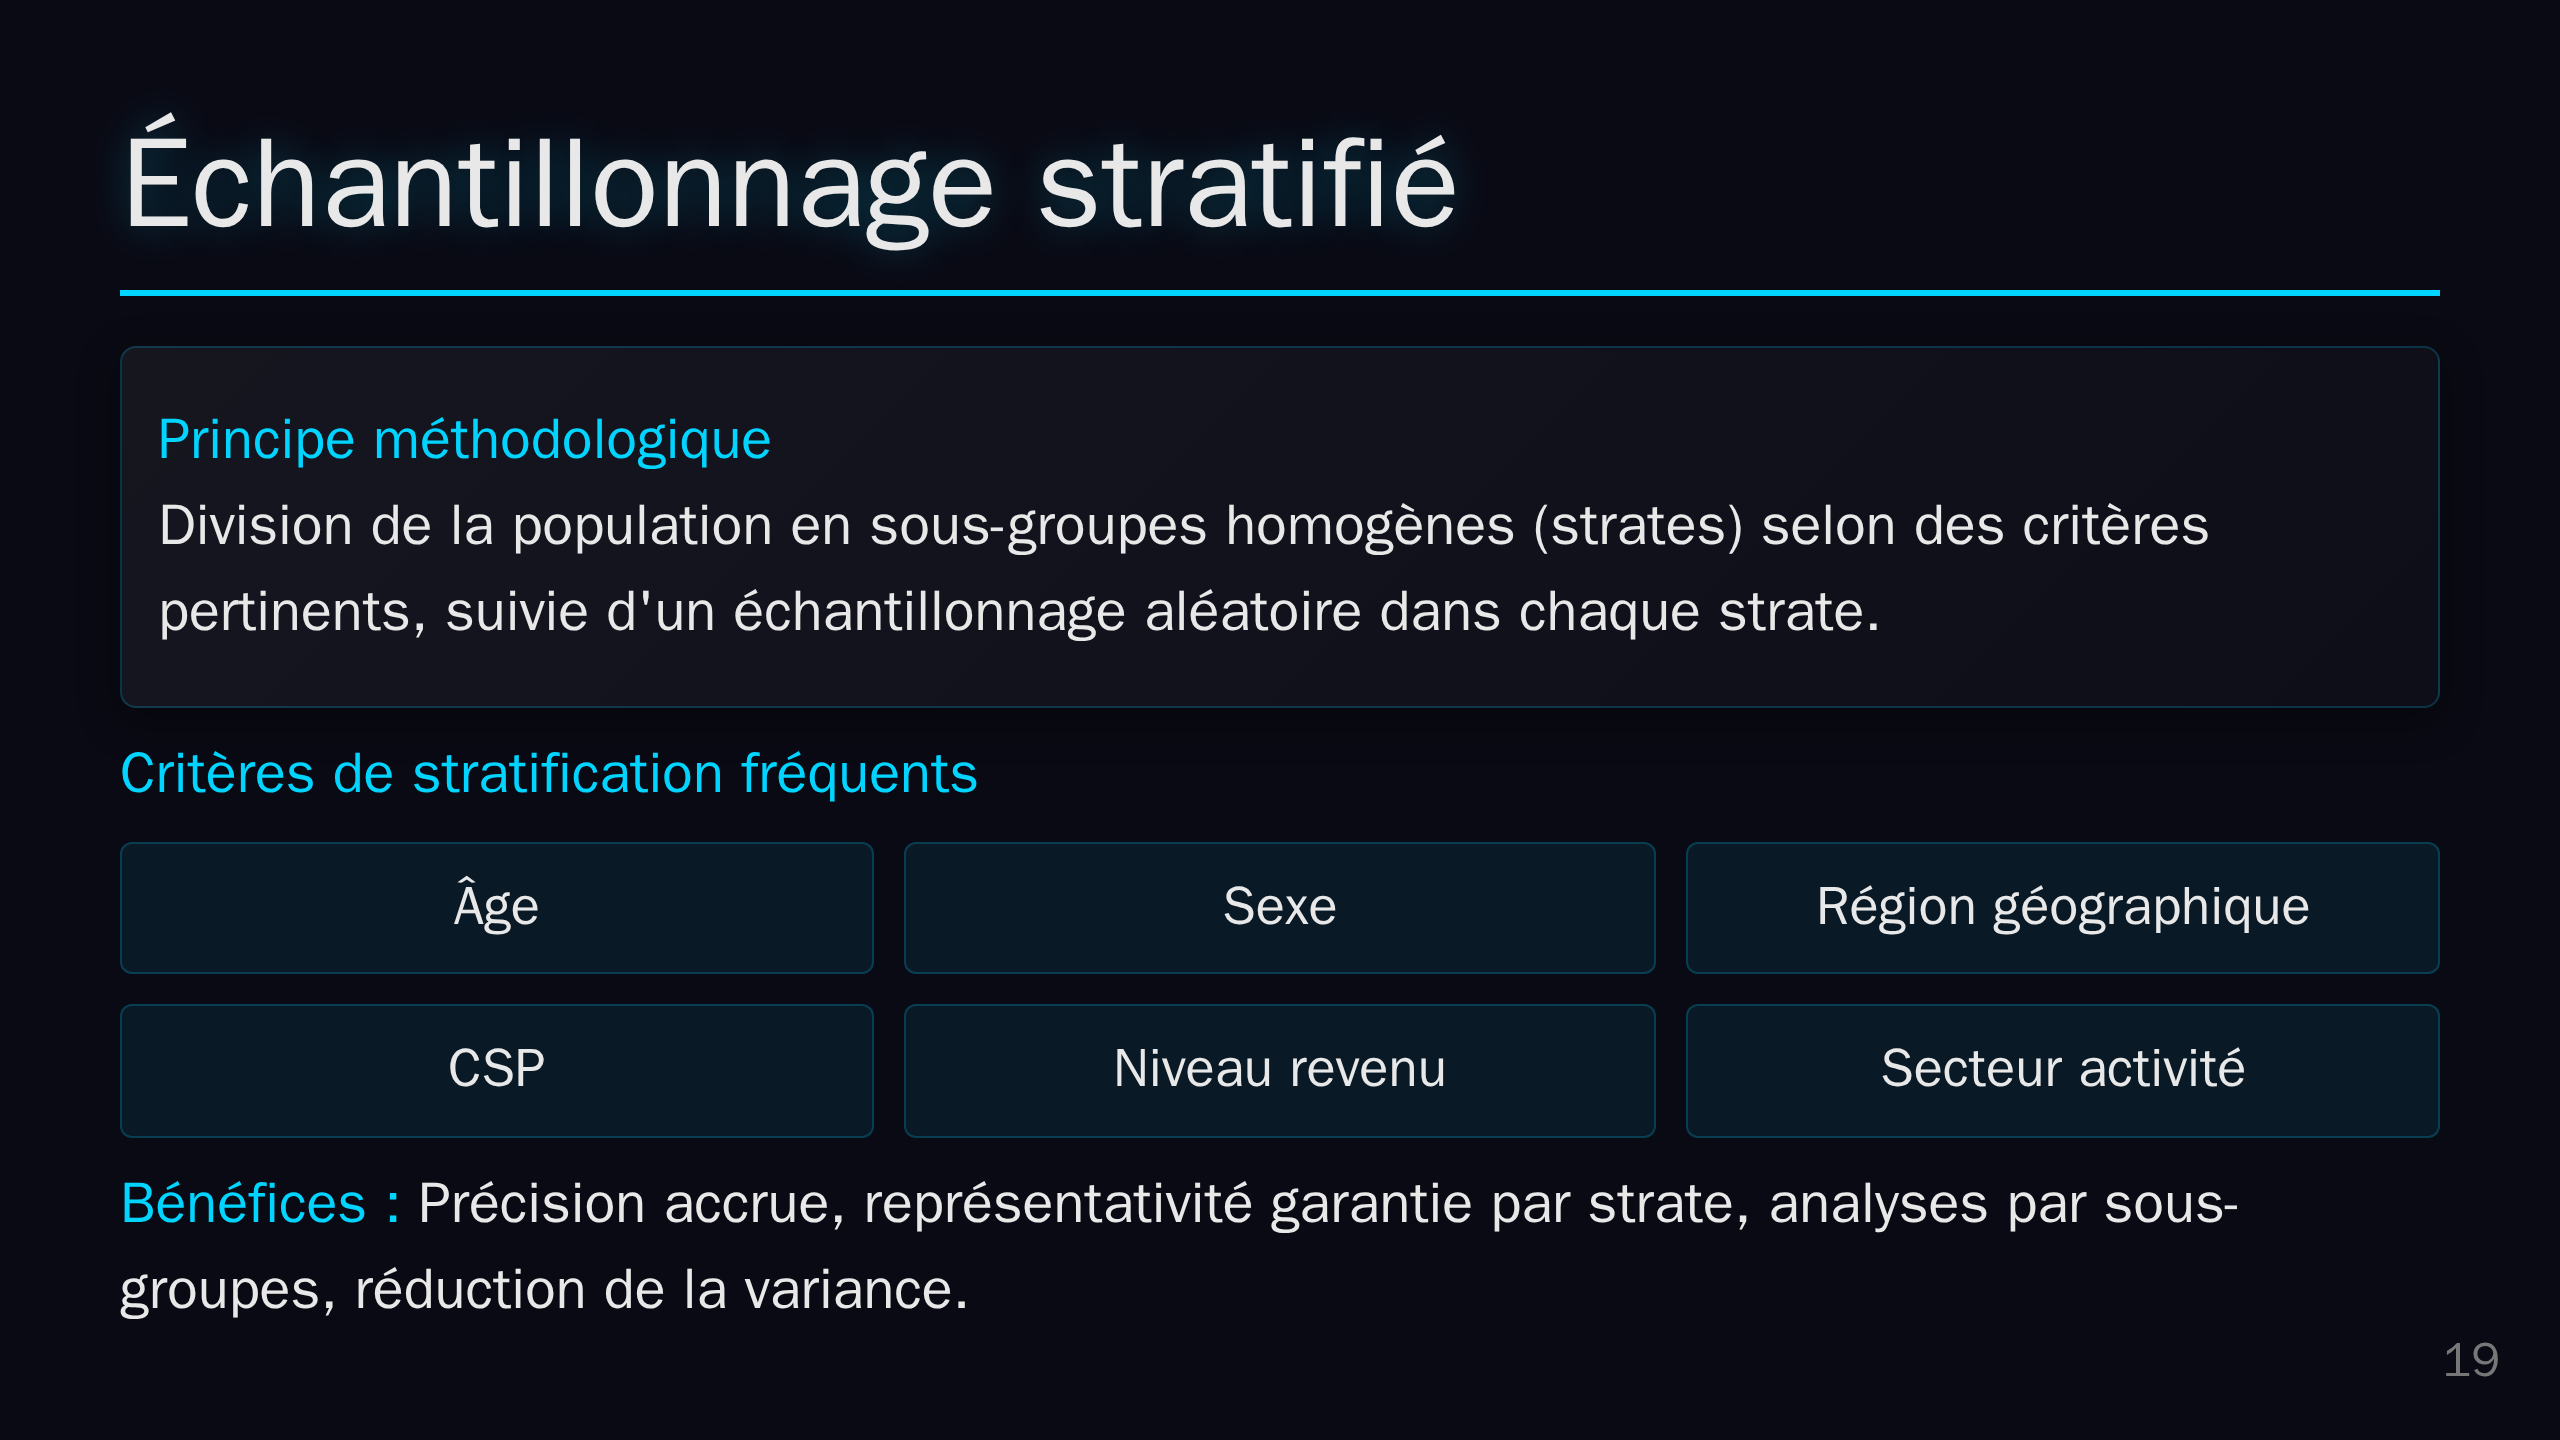 Échantillonnage stratifié
Principe méthodologique
Division de la population en sous-groupes homogènes (strates) selon des critères
pertinents, suivie d'un échantillonnage aléatoire dans chaque strate.
Critères de stratification fréquents
Âge
Sexe
Région géographique
CSP
Niveau revenu
Secteur activité
Bénéfices : Précision accrue, représentativité garantie par strate, analyses par sous-
groupes, réduction de la variance.
19